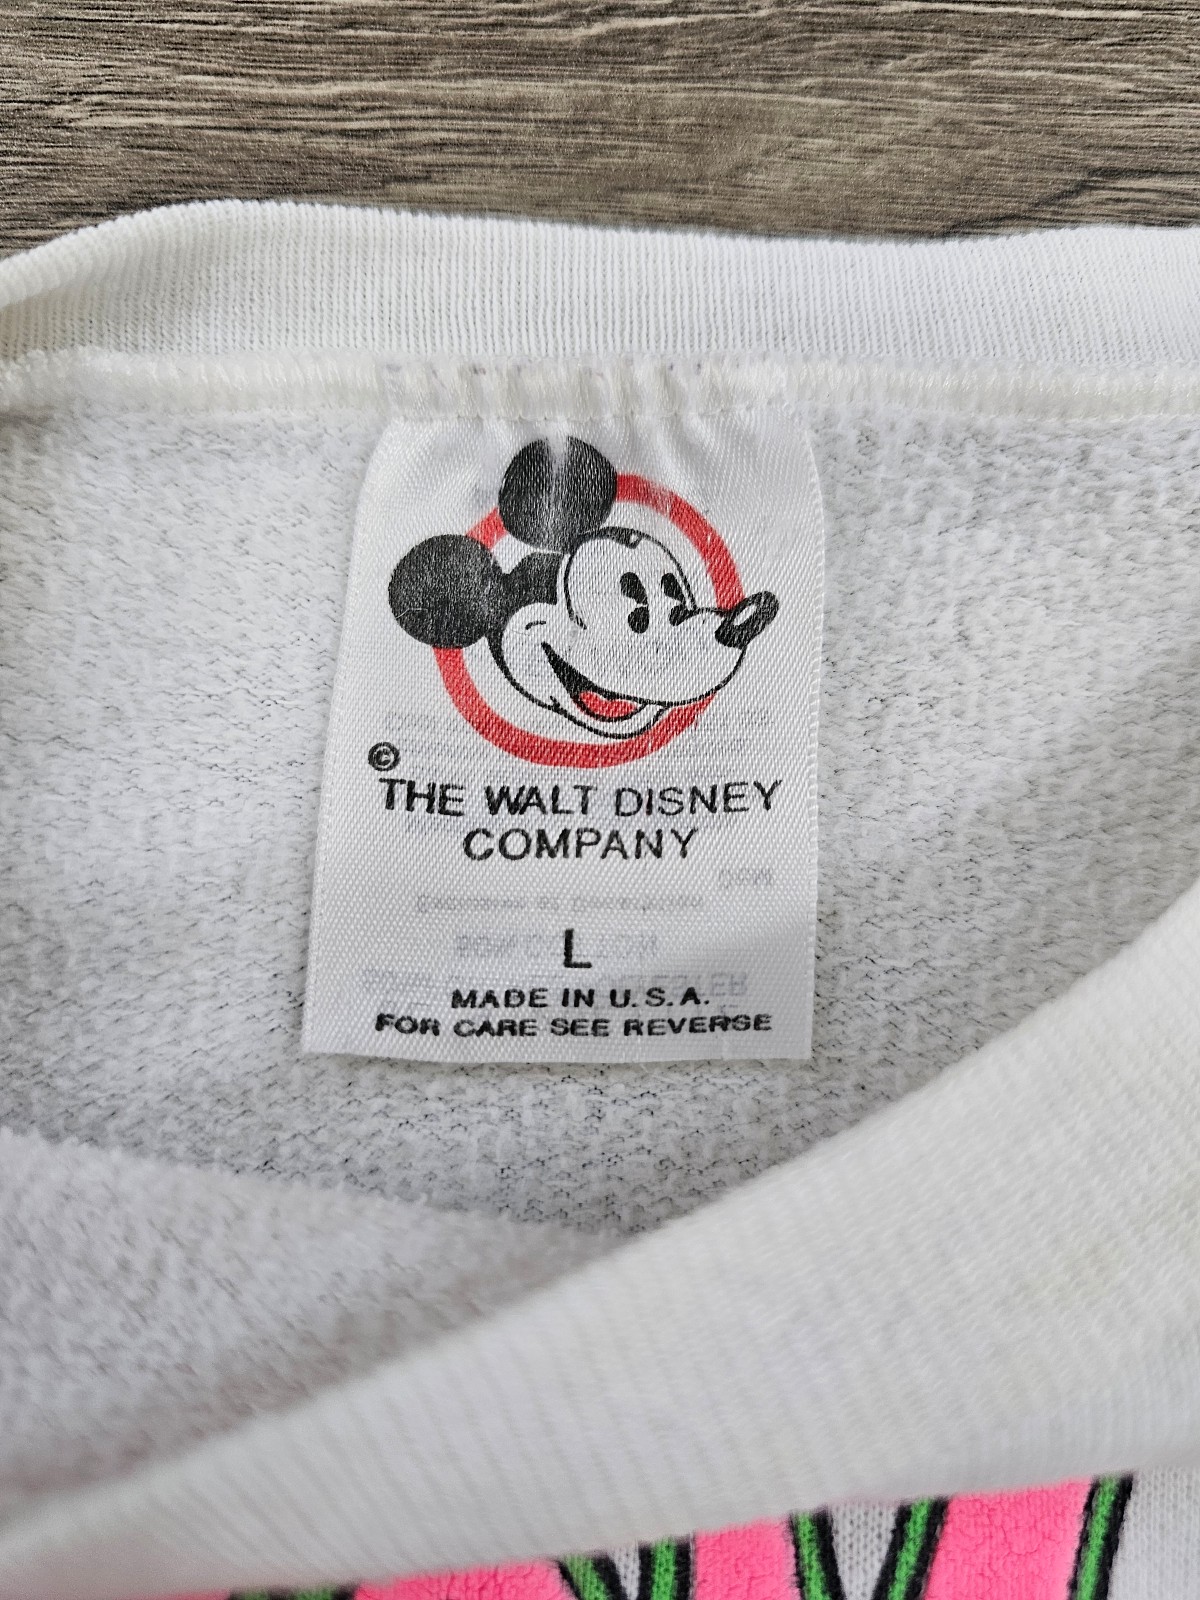 ©
THE WALT DISNEY
COMPANY
L
MADE IN U.S.A.
FOR CARE SEE REVERSE